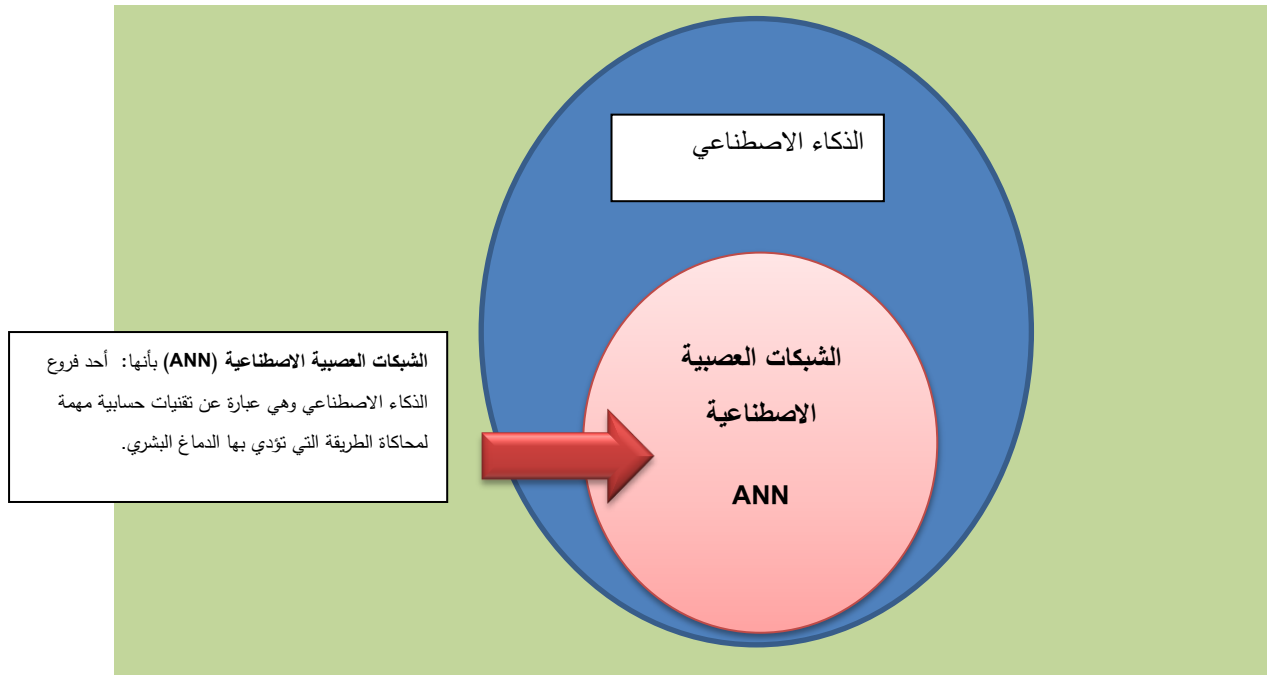 الذكاء الاصطناعي
الشبكات العصبية
الاصطناعية
ANN
الشبكات العصبية الاصطناعية (ANN) بأنها: أحد فروع
الذكاء الاصطناعي وهي عبارة عن تقنيات حسابية مهمة
لمحاكاة الطريقة التي تؤدي بها الدماغ البشري.